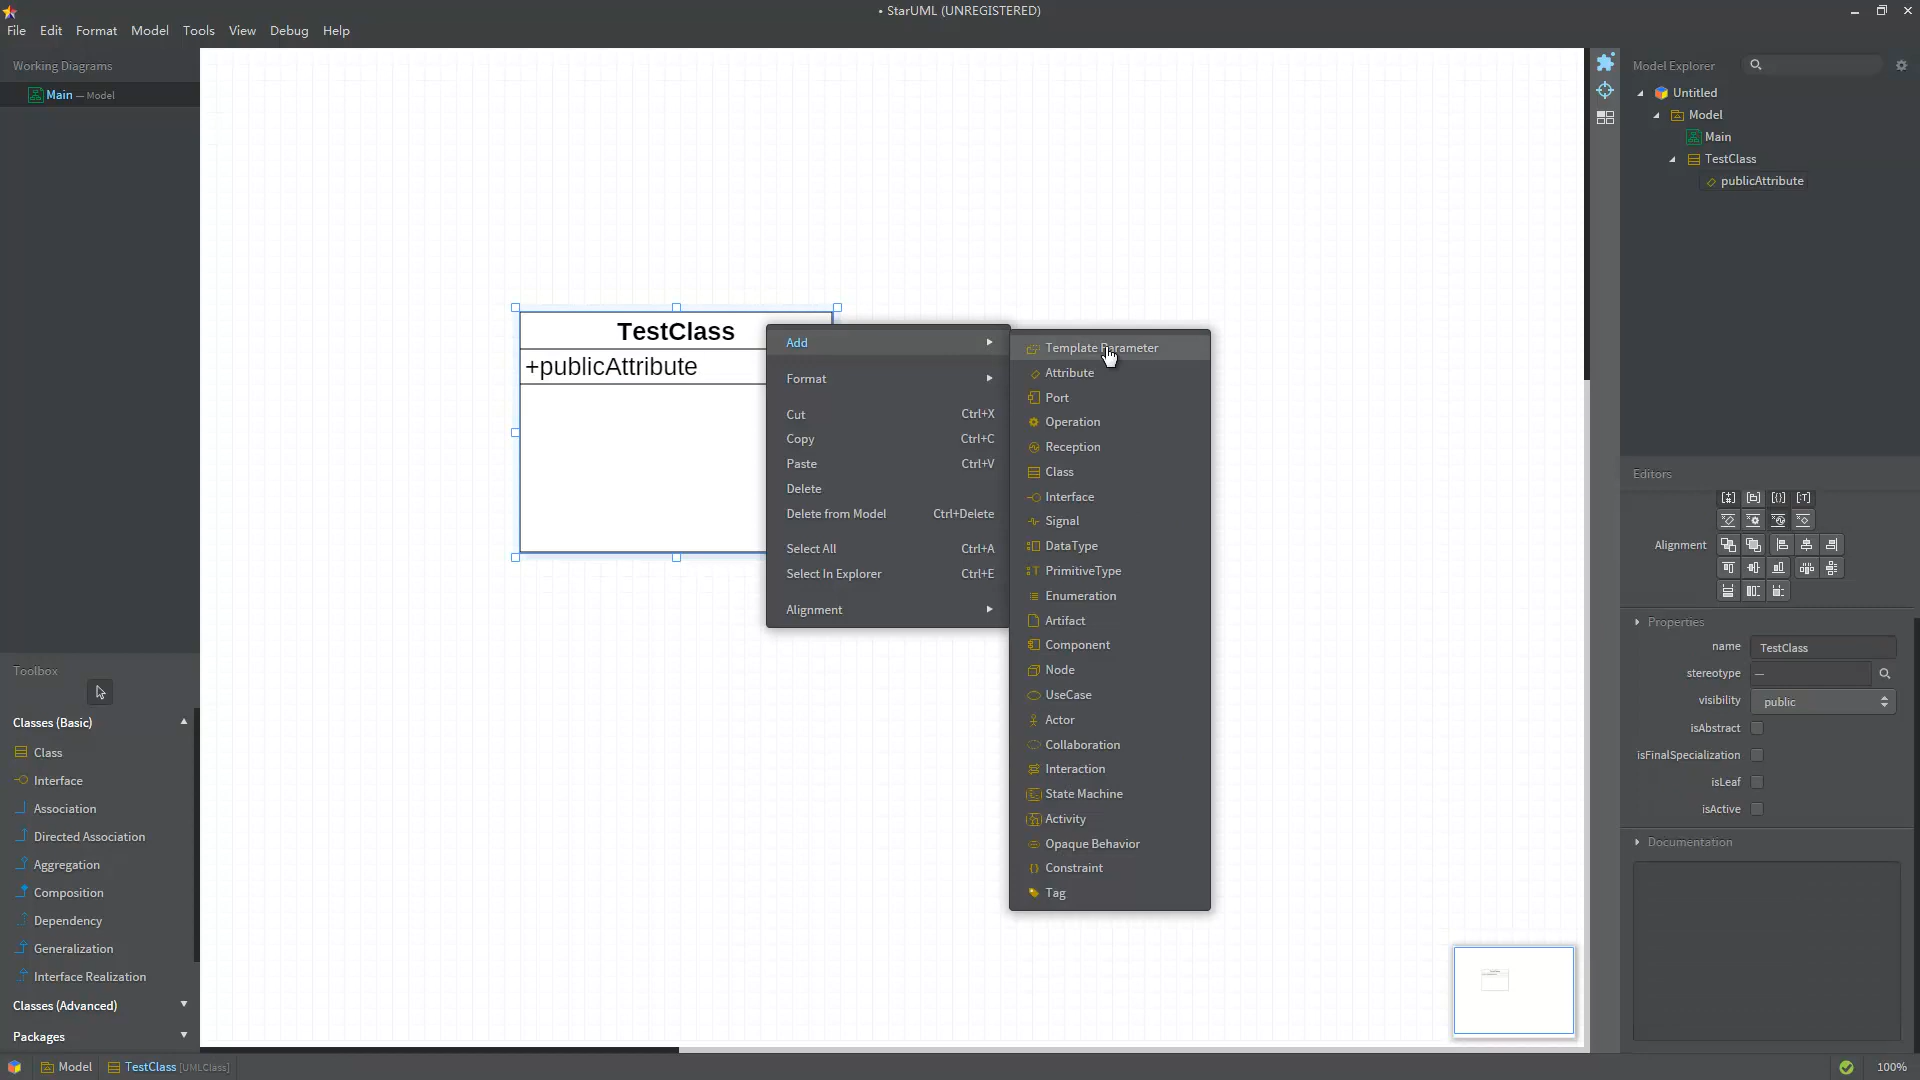 • StarUML (UNREGISTERED)
File Edit Format Model Tools View Debug Help
Working Diagrams
Main — Model
Toolbox
Classes (Basic)
Class
Interface
Association
Directed Association
Aggregation
Composition
Dependency
Generalization
Interface Realization
Classes (Advanced)
Packages
TestClass
+publicAttribute
Add
Format
Cut Ctrl+X
Copy Ctrl+C
Paste Ctrl+V
Delete
Delete from Model Ctrl+Delete
Select All Ctrl+A
Select In Explorer Ctrl+E
Alignment
Template Parameter
Attribute
Port
Operation
Reception
Class
Interface
Signal
DataType
PrimitiveType
Enumeration
Artifact
Component
Node
UseCase
Actor
Collaboration
Interaction
State Machine
Activity
Opaque Behavior
Constraint
Tag
Model Explorer
Untitled
Model
Main
TestClass
publicAttribute
Editors
Alignment
Properties
name TestClass
stereotype —
visibility public
isAbstract
isFinalSpecialization
isLeaf
isActive
Documentation
Model TestClass [UMLClass]
100%